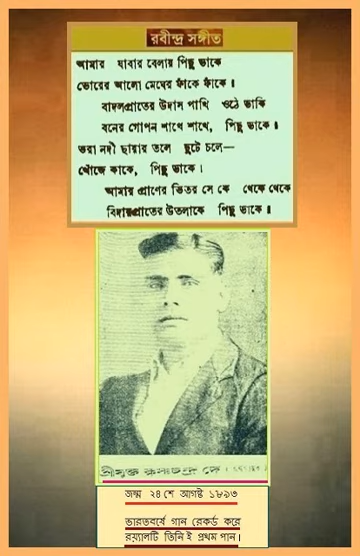 রবীন্দ্র সঙ্গীত
আমার যাবার বেলায় পিছু ডাকে
ভোরের আলো মেঘের ফাঁকে ফাঁকে।
বাদলপ্রাতের উদাস পাখি ওঠে ডাকি
বনের গোপন শাখে শাখে, পিছু ডাকে॥
ভরা নদী ছায়ার তলে ছুটে চলে—
খোঁজে কাকে, পিছু ডাকে।
আমার প্রাণের ভিতর সে কে থেকে থেকে
বিদায়প্রাতের উতলাকে পিছু ডাকে॥
শ্রীযুক্ত কৃষ্ণচন্দ্র দে।
জন্ম ২৪শে আগষ্ট ১৮৯৩
ভারতবর্ষে গান রেকর্ড করে
রয়্যালটি তিনিই প্রথম পান।